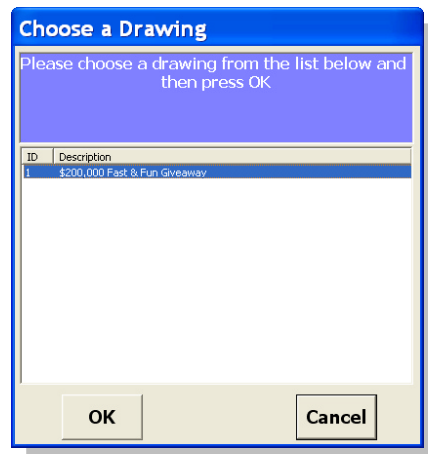 Choose a Drawing
Please choose a drawing from the list below and
then press OK
ID Description
1 $200,000 Fast & Fun Giveaway
OK Cancel